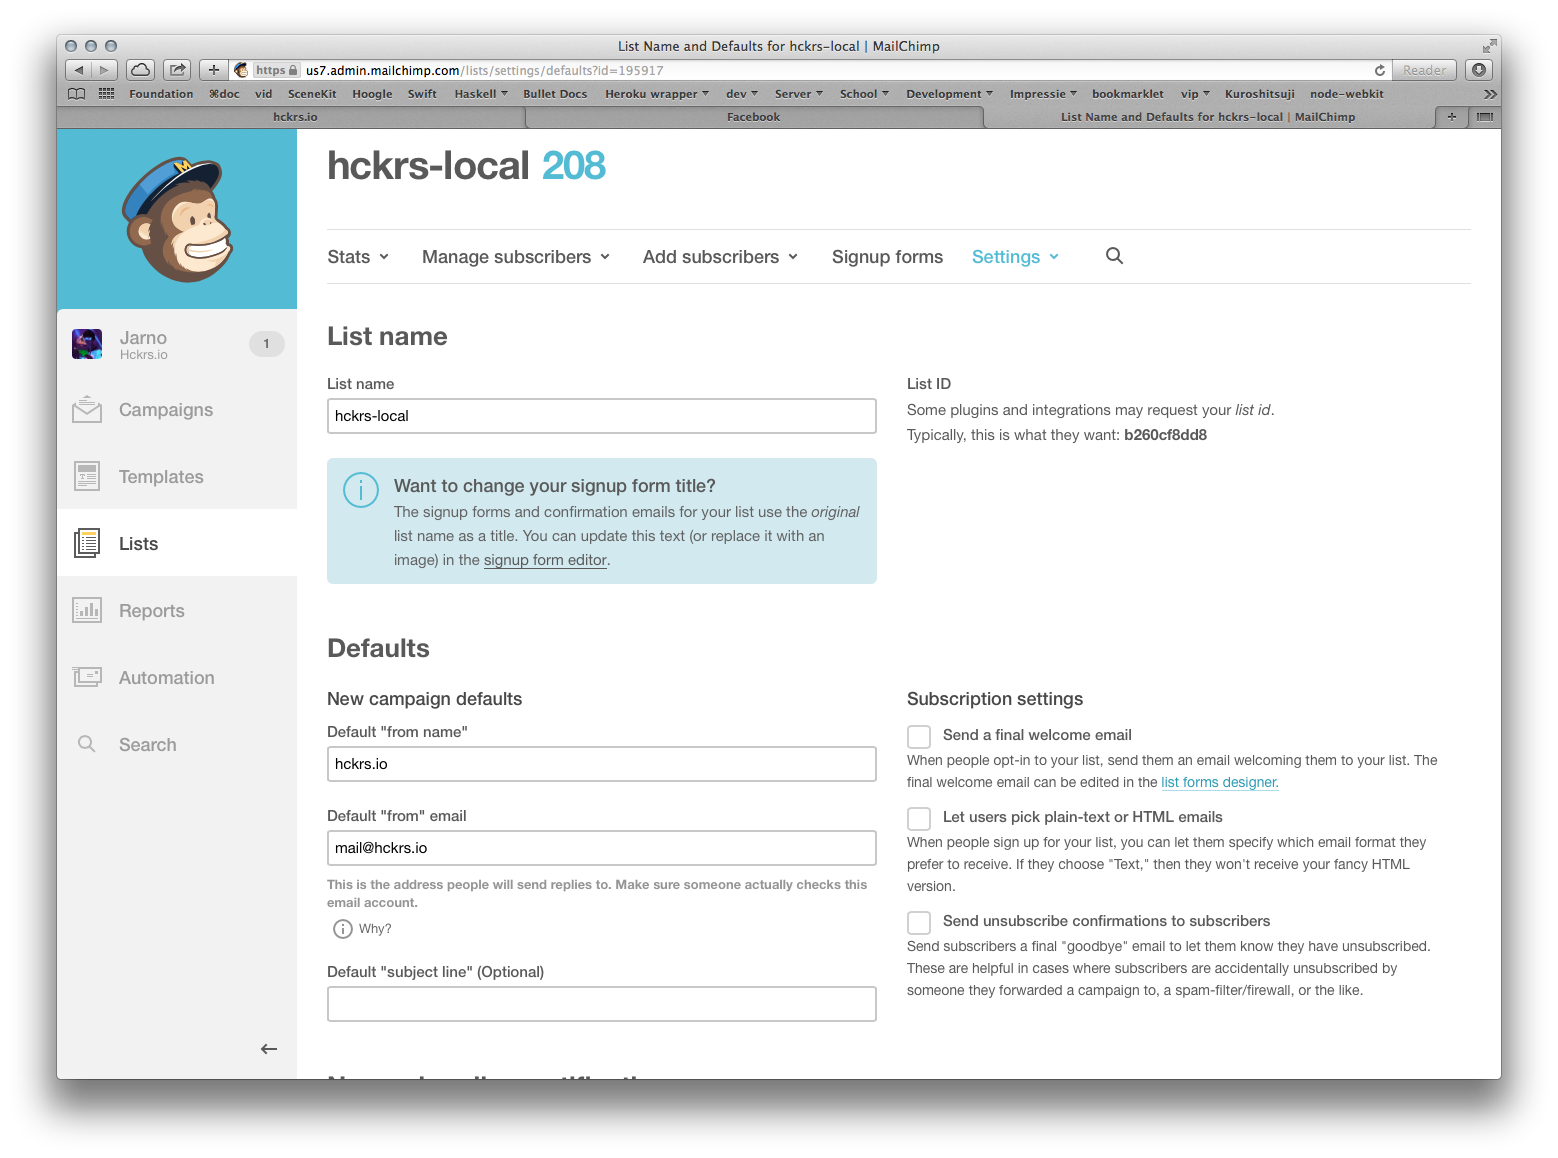 List Name and Defaults for hckrs-local | MailChimp
https us7.admin.mailchimp.com/lists/settings/defaults?id=195917 Reader
Foundation ⌘doc vid SceneKit Hoogle Swift Haskell Bullet Docs Heroku wrapper dev Server School Development Impressie bookmarklet vip Kuroshitsuji node-webkit
hckrs.io Facebook List Name and Defaults for hckrs-local | MailChimp
hckrs-local 208
Stats Manage subscribers Add subscribers Signup forms Settings
Jarno
Hckrs.io
1
Campaigns
Templates
Lists
Reports
Automation
Search
List name
List name
hckrs-local
Want to change your signup form title?
The signup forms and confirmation emails for your list use the original
list name as a title. You can update this text (or replace it with an
image) in the signup form editor.
List ID
Some plugins and integrations may request your list id.
Typically, this is what they want: b260cf8dd8
Defaults
New campaign defaults
Default "from name"
hckrs.io
Default "from" email
mail@hckrs.io
This is the address people will send replies to. Make sure someone actually checks this
email account.
Why?
Default "subject line" (Optional)
Subscription settings
Send a final welcome email
When people opt-in to your list, send them an email welcoming them to your list. The
final welcome email can be edited in the list forms designer.
Let users pick plain-text or HTML emails
When people sign up for your list, you can let them specify which email format they
prefer to receive. If they choose "Text," then they won't receive your fancy HTML
version.
Send unsubscribe confirmations to subscribers
Send subscribers a final "goodbye" email to let them know they have unsubscribed.
These are helpful in cases where subscribers are accidentally unsubscribed by
someone they forwarded a campaign to, a spam-filter/firewall, or the like.